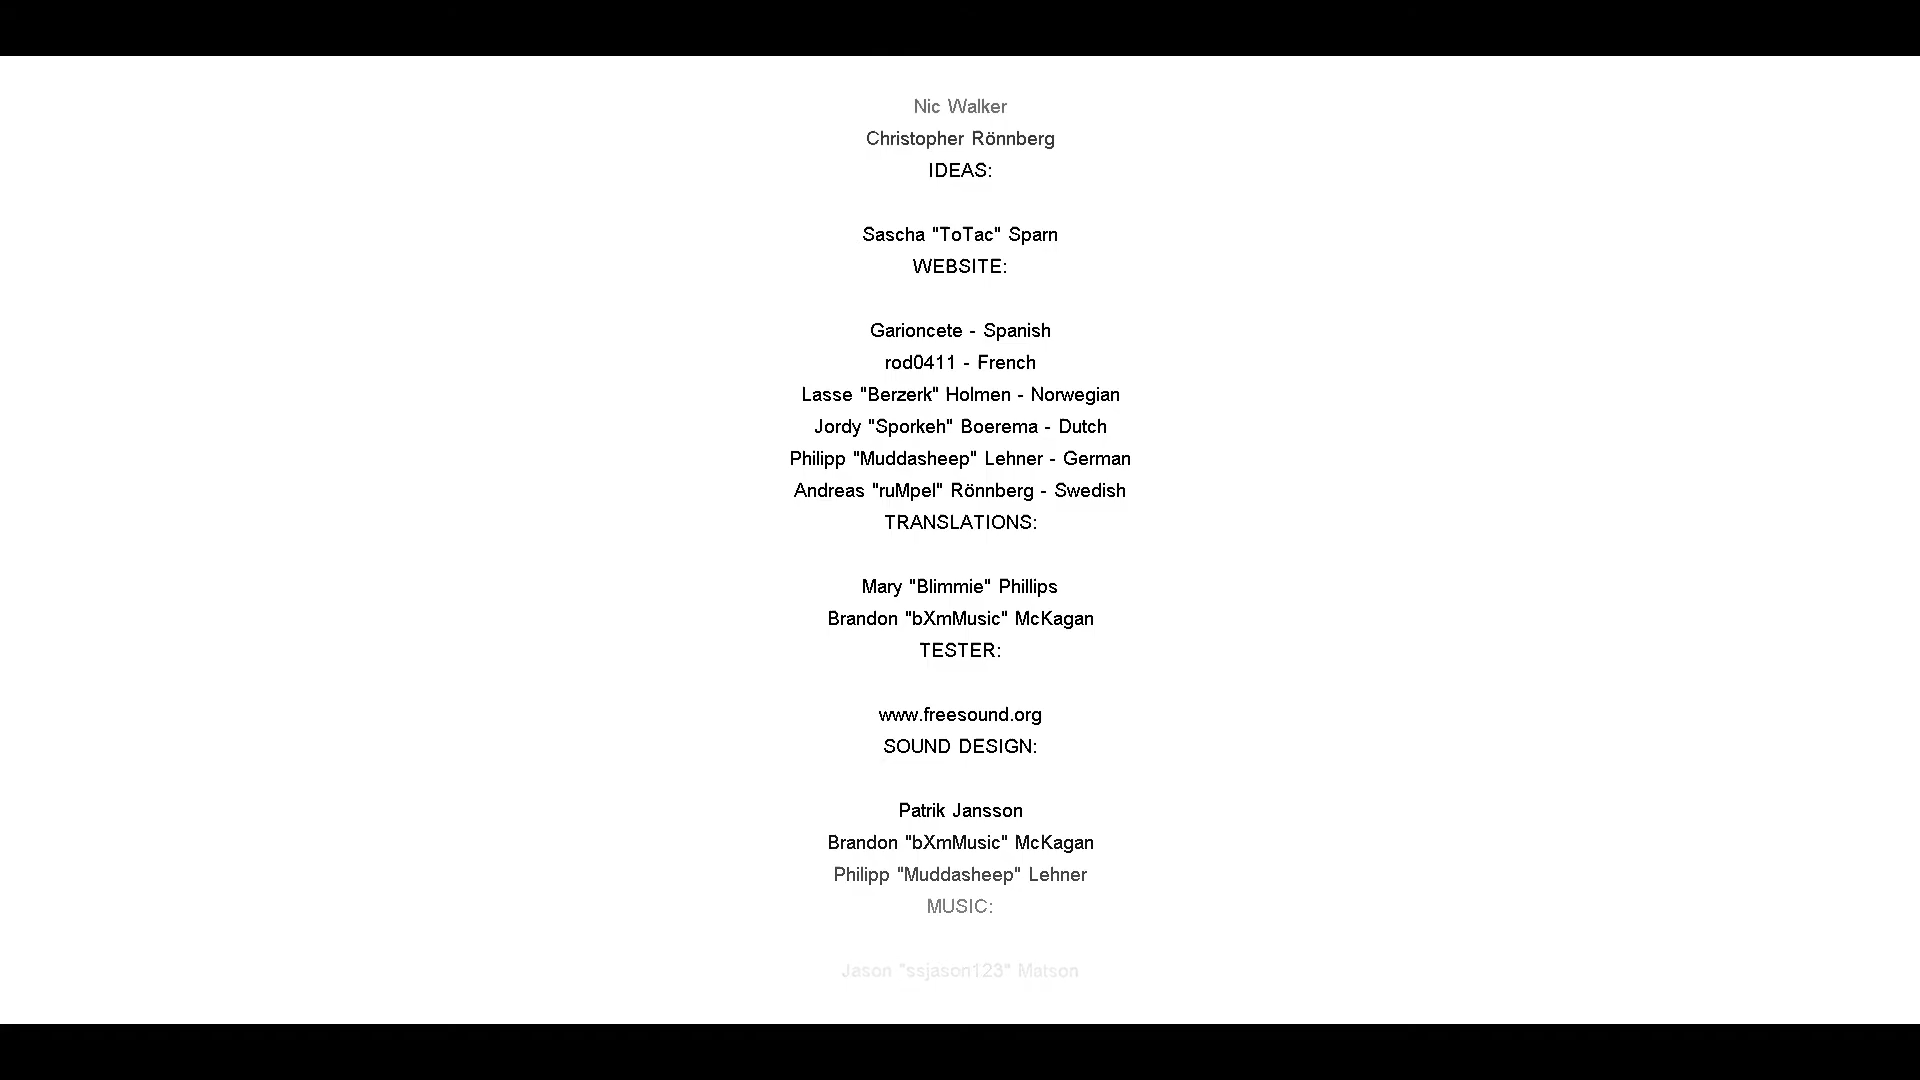 Nic Walker
Christopher Rönnberg
IDEAS:
Sascha "ToTac" Sparn
WEBSITE:
Garioncete - Spanish
rod0411 - French
Lasse "Berzerk" Holmen - Norwegian
Jordy "Sporkeh" Boerema - Dutch
Philipp "Muddasheep" Lehner - German
Andreas "ruMpel" Rönnberg - Swedish
TRANSLATIONS:
Mary "Blimmie" Phillips
Brandon "bXmMusic" McKagan
TESTER:
www.freesound.org
SOUND DESIGN:
Patrik Jansson
Brandon "bXmMusic" McKagan
Philipp "Muddasheep" Lehner
MUSIC:
Jason "ssjason123" Matson